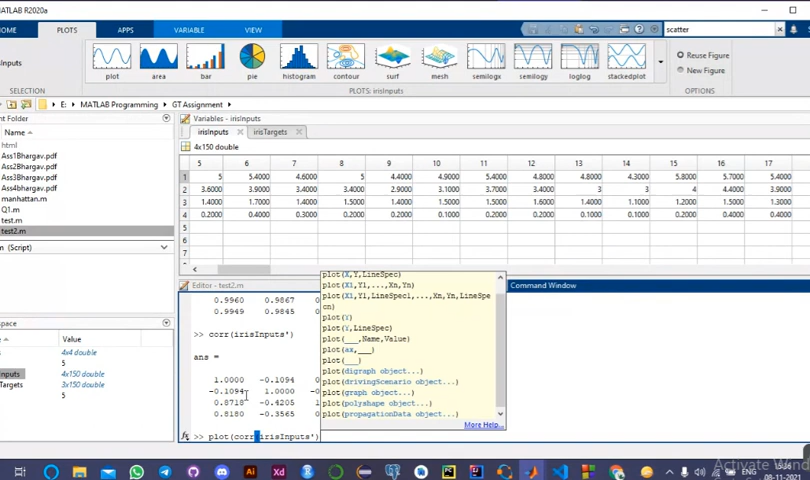 MATLAB R2020a
HOME PLOTS APPS VARIABLE VIEW scatter
irisInputs
plot area bar pie histogram contour surf mesh semilogx semilogy loglog stackedplot
Reuse Figure
New Figure
SELECTION PLOTS: irisInputs OPTIONS
E: MATLAB Programming GT Assignment
Variables - irisInputs
irisInputs irisTargets
4x150 double
5 6 7 8 9 10 11 12 13 14 15 16 17
1 5 5.4000 4.6000 5 4.4000 4.9000 5.4000 4.8000 4.8000 4.3000 5.8000 5.7000 5.4000
2 3.6000 3.9000 3.4000 3.4000 2.9000 3.1000 3.7000 3.4000 3 3 4 4.4000 3.9000
3 1.4000 1.7000 1.4000 1.5000 1.4000 1.5000 1.5000 1.6000 1.4000 1.1000 1.2000 1.5000 1.3000
4 0.2000 0.4000 0.3000 0.2000 0.2000 0.1000 0.2000 0.2000 0.1000 0.1000 0.2000 0.4000 0.4000
5
6
7
Name
html
Ass1Bhargav.pdf
Ass2Bhargav.pdf
Ass3Bhargav.pdf
Ass4bhargav.pdf
manhattan.m
Q1.m
test.m
test2.m
(Script)
Value
4x4 double
5
4x150 double
3x150 double
5
Editor - test2.m
Command Window
0.9960 0.9867
0.9949 0.9845
>> corr(irisInputs')
ans =
1.0000 -0.1094
-0.1094 1.0000
0.8718 -0.4205
0.8180 -0.3565
>> plot(corr(irisInputs')
plot(X,Y,LineSpec)
plot(X1,Y1,...,Xn,Yn)
plot(X1,Y1,LineSpec1,...,Xn,Yn,LineSpe
cn)
plot(Y)
plot(Y,LineSpec)
plot(___,Name,Value)
plot(ax,___)
plot(___)
plot(digraph object...)
plot(drivingScenario object...)
plot(graph object...)
plot(polyshape object...)
plot(propagationData object...)
More Help...
Activate Wind
ENG
08-11-2021